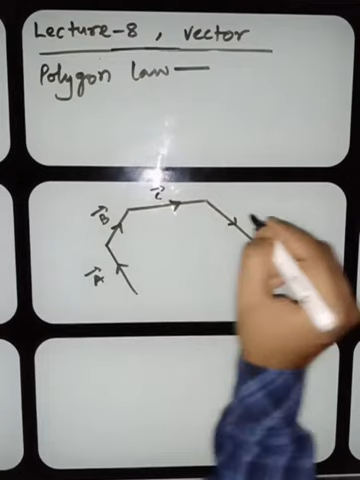 Lecture-8, vector
Polygon law —
C
B
A